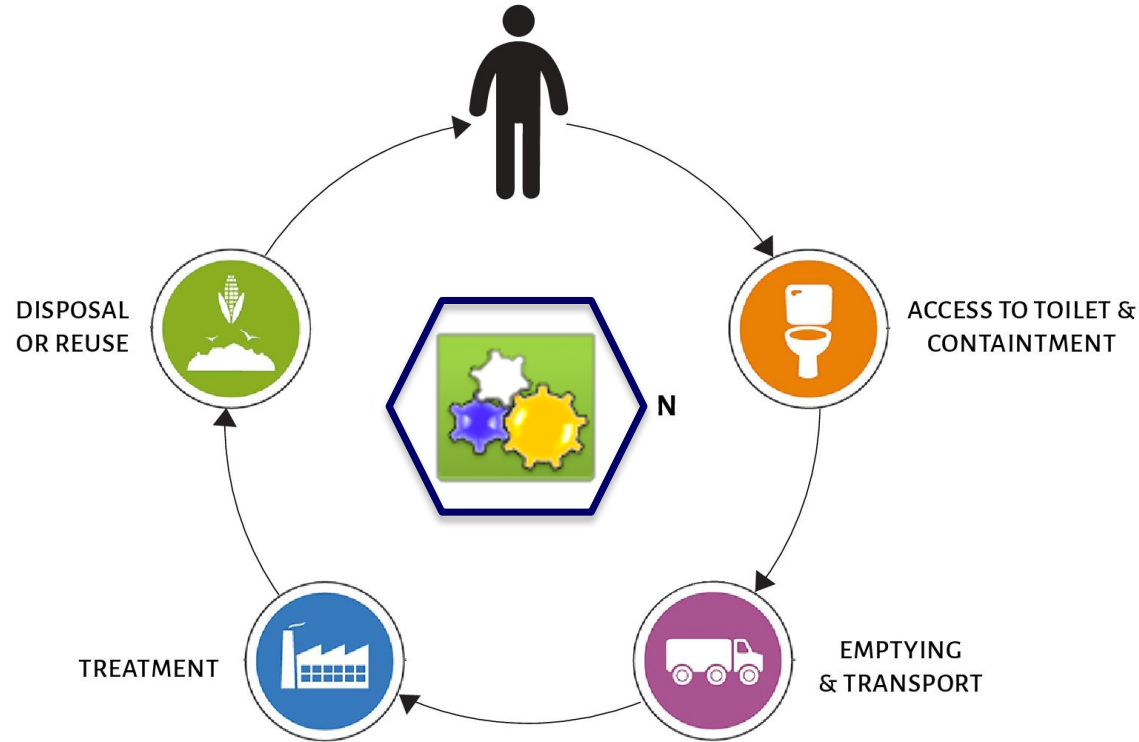 DISPOSAL
OR REUSE
ACCESS TO TOILET &
CONTAINTMENT
N
TREATMENT
EMPTYING
& TRANSPORT